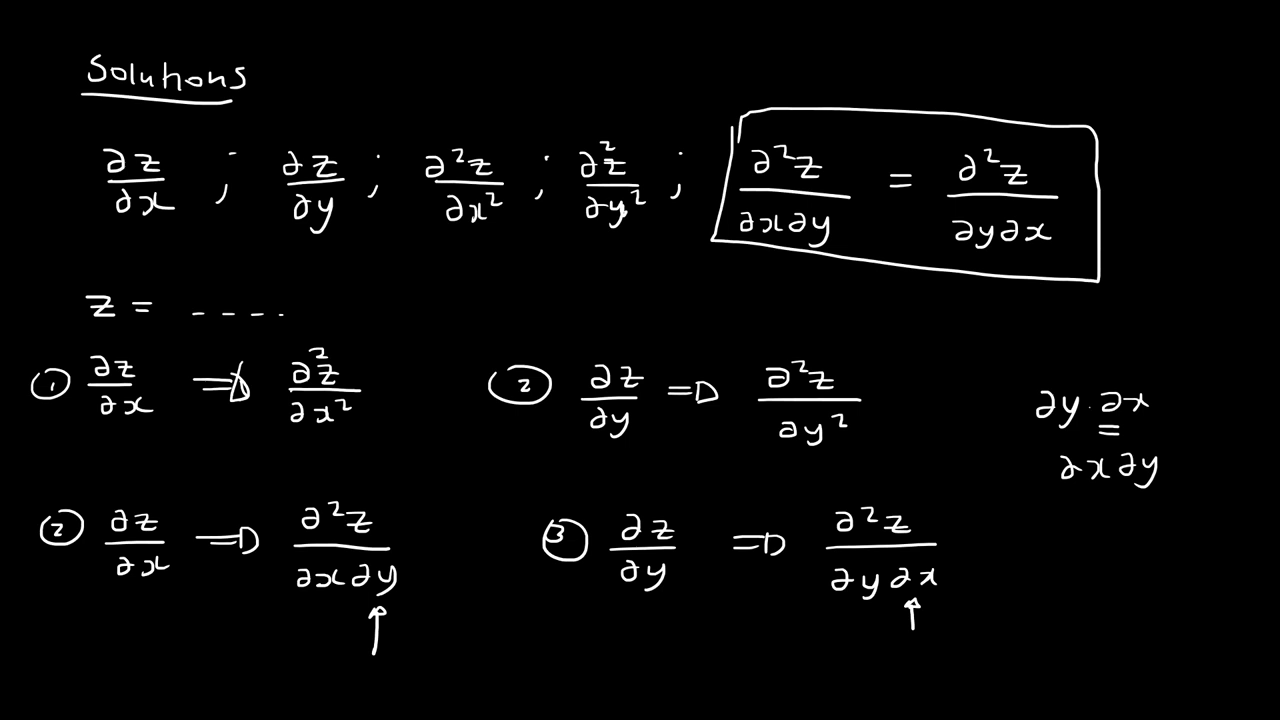 Solutions
∂z/∂x ; ∂z/∂y ; ∂²z/∂x² ; ∂²z/∂y² ; ∂²z/∂x∂y = ∂²z/∂y∂x
z = - - - -
① ∂z/∂x ⇒ ∂²z/∂x² ② ∂z/∂y ⇒ ∂²z/∂y²
∂y · ∂x
=
∂x ∂y
② ∂z/∂x ⇒ ∂²z/∂x∂y ③ ∂z/∂y ⇒ ∂²z/∂y∂x